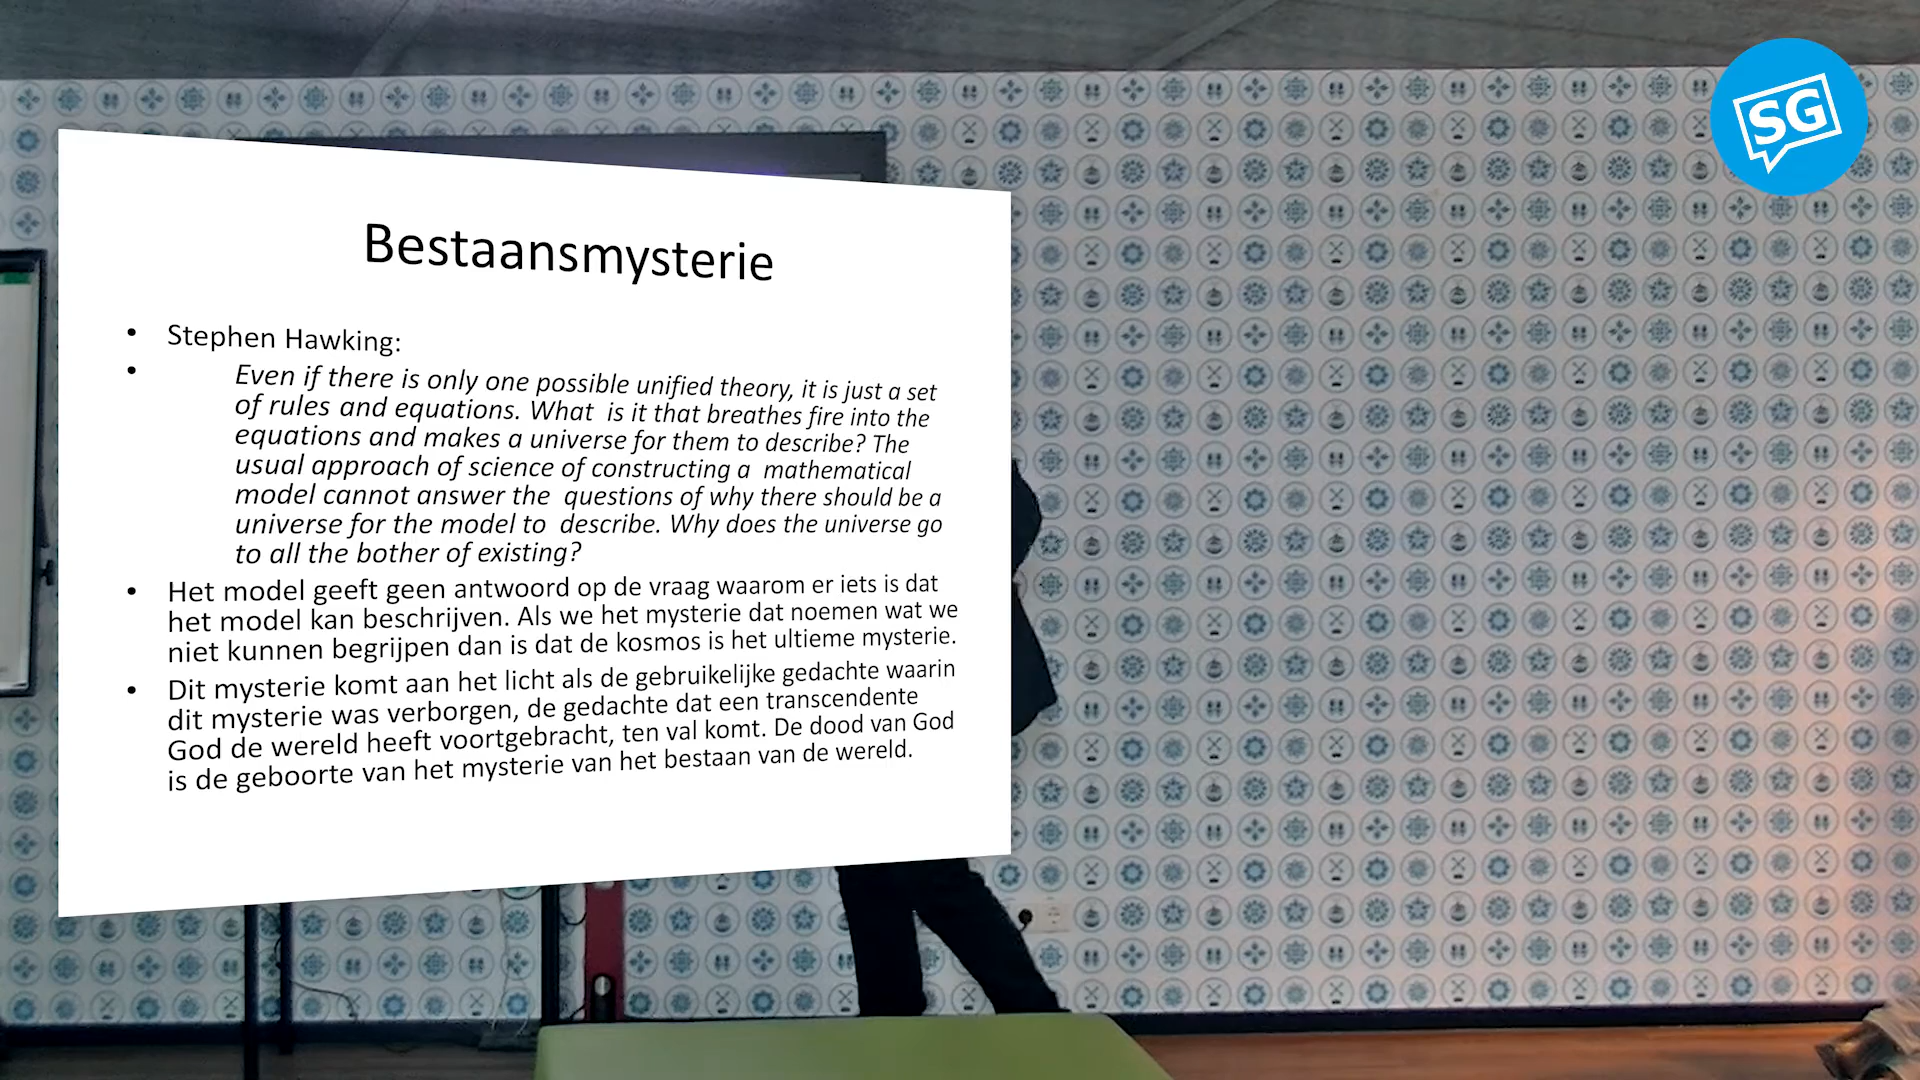 SG
Bestaansmysterie
• Stephen Hawking:
• Even if there is only one possible unified theory, it is just a set
of rules and equations. What is it that breathes fire into the
equations and makes a universe for them to describe? The
usual approach of science of constructing a mathematical
model cannot answer the questions of why there should be a
universe for the model to describe. Why does the universe go
to all the bother of existing?
• Het model geeft geen antwoord op de vraag waarom er iets is dat
het model kan beschrijven. Als we het mysterie dat noemen wat we
niet kunnen begrijpen dan is dat de kosmos is het ultieme mysterie.
• Dit mysterie komt aan het licht als de gebruikelijke gedachte waarin
dit mysterie was verborgen, de gedachte dat een transcendente
God de wereld heeft voortgebracht, ten val komt. De dood van God
is de geboorte van het mysterie van het bestaan van de wereld.